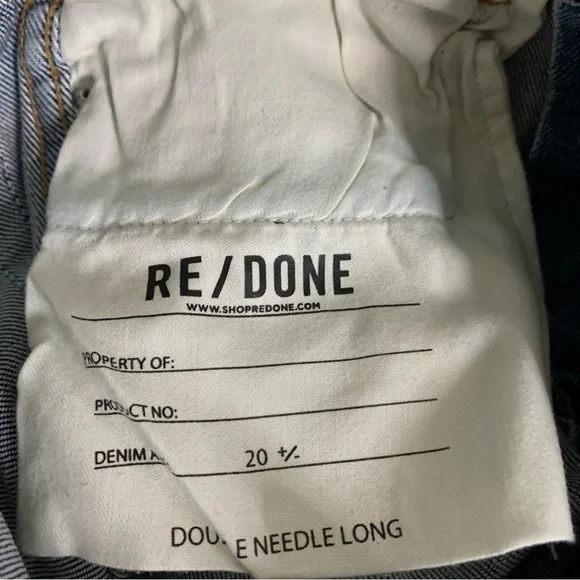 RE/DONE
WWW.SHOPREDONE.COM
PROPERTY OF:
NO:
DENIM 20 +/-
NEEDLE LONG